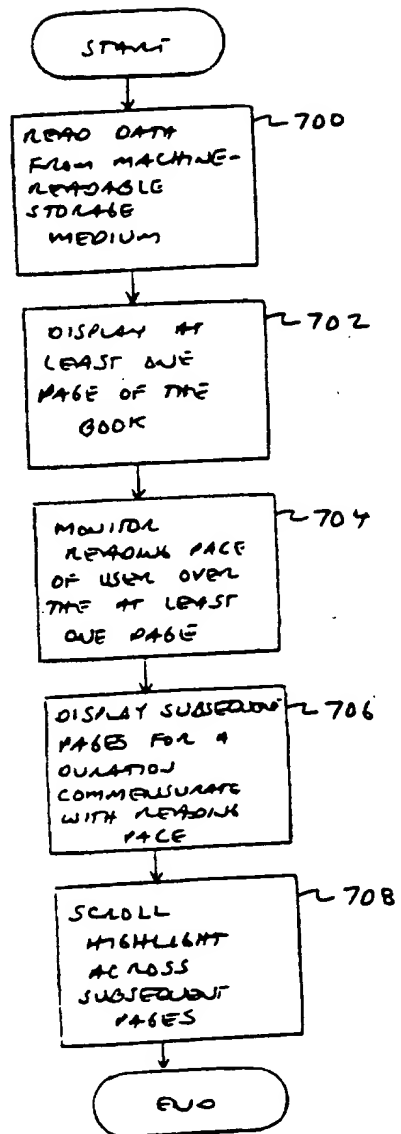 START
700
READ DATA
FROM MACHINE-
READABLE
STORAGE
MEDIUM
702
DISPLAY AT
LEAST ONE
PAGE OF THE
BOOK
704
MONITOR
READING PACE
OF USER OVER
THE AT LEAST
ONE PAGE
706
DISPLAY SUBSEQUENT
PAGES FOR A
DURATION
COMMENSURATE
WITH READING
PACE
708
SCROLL
HIGHLIGHT
ACROSS
SUBSEQUENT
PAGES
END